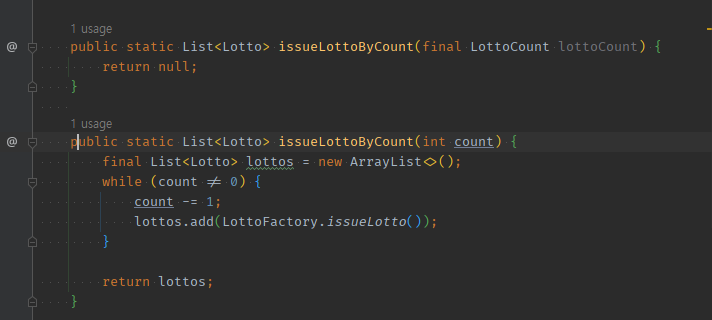 1 usage
@ public static List<Lotto> issueLottoByCount(final LottoCount lottoCount) {
return null;
}
1 usage
@ public static List<Lotto> issueLottoByCount(int count) {
final List<Lotto> lottos = new ArrayList<>();
while (count ≠ 0) {
count -= 1;
lottos.add(LottoFactory.issueLotto());
}
return lottos;
}